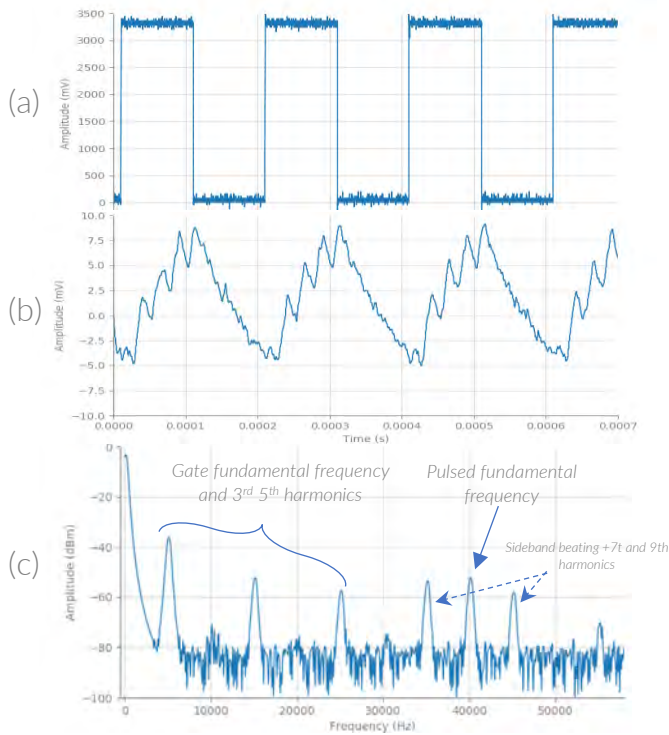 (a)
Amplitude (mV)
3500
3000
2500
2000
1500
1000
500
0
(b)
Amplitude (mV)
10.0
7.5
5.0
2.5
0.0
−2.5
−5.0
−7.5
−10.0
0.0000 0.0001 0.0002 0.0003 0.0004 0.0005 0.0006 0.0007
Time (s)
(c)
Amplitude (dBm)
0
−20
−40
−60
−80
−100
Gate fundamental frequency
and 3rd 5th harmonics
Pulsed fundamental
frequency
Sideband beating +7t and 9th
harmonics
0 10000 20000 30000 40000 50000
Frequency (Hz)